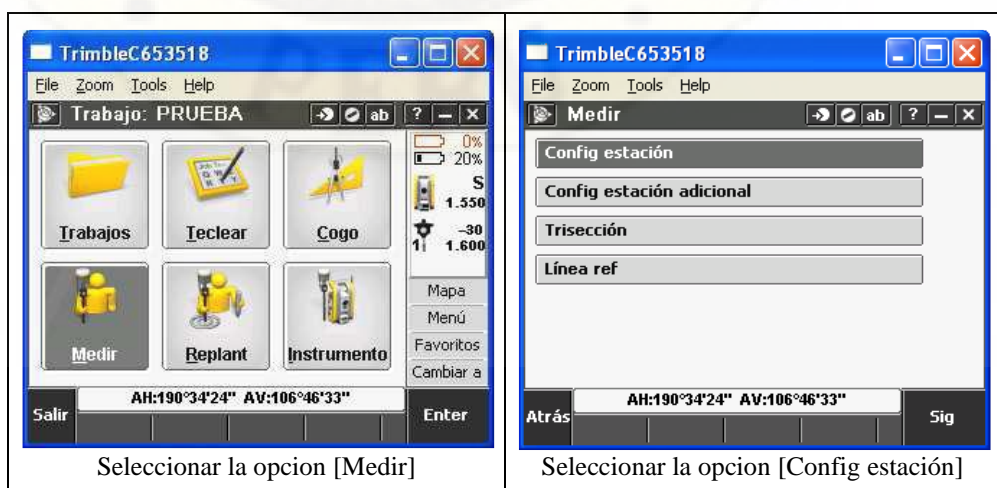 TrimbleC653518
File Zoom Tools Help
Trabajo: PRUEBA ab ? – X
0%
20%
S
1.550
-30
1 1.600
Trabajos Teclear Cogo
Medir Replant Instrumento
Mapa
Menú
Favoritos
Cambiar a
AH:190°34'24" AV:106°46'33"
Salir Enter
Seleccionar la opcion [Medir]
TrimbleC653518
File Zoom Tools Help
Medir ab ? – X
Config estación
Config estación adicional
Trisección
Línea ref
AH:190°34'24" AV:106°46'33"
Atrás Sig
Seleccionar la opcion [Config estación]